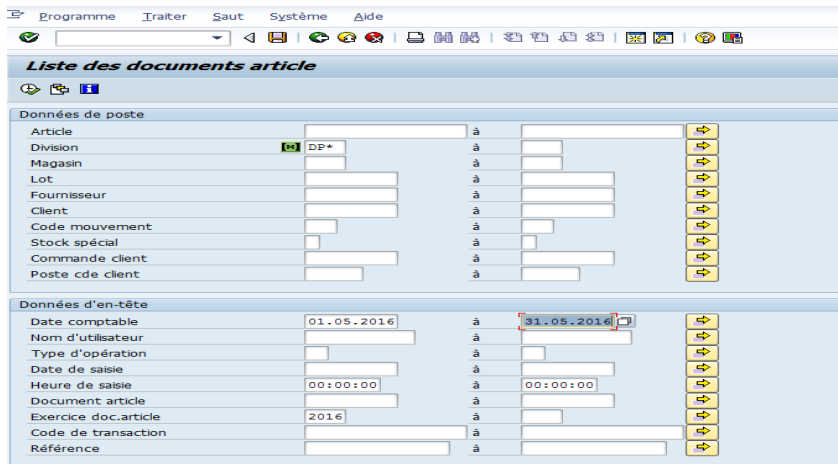 Programme Traiter Saut Système Aide
Liste des documents article
Données de poste
Article à
Division DP* à
Magasin à
Lot à
Fournisseur à
Client à
Code mouvement à
Stock spécial à
Commande client à
Poste cde client à
Données d'en-tête
Date comptable 01.05.2016 à 31.05.2016
Nom d'utilisateur à
Type d'opération à
Date de saisie à
Heure de saisie 00:00:00 à 00:00:00
Document article à
Exercice doc.article 2016 à
Code de transaction à
Référence à